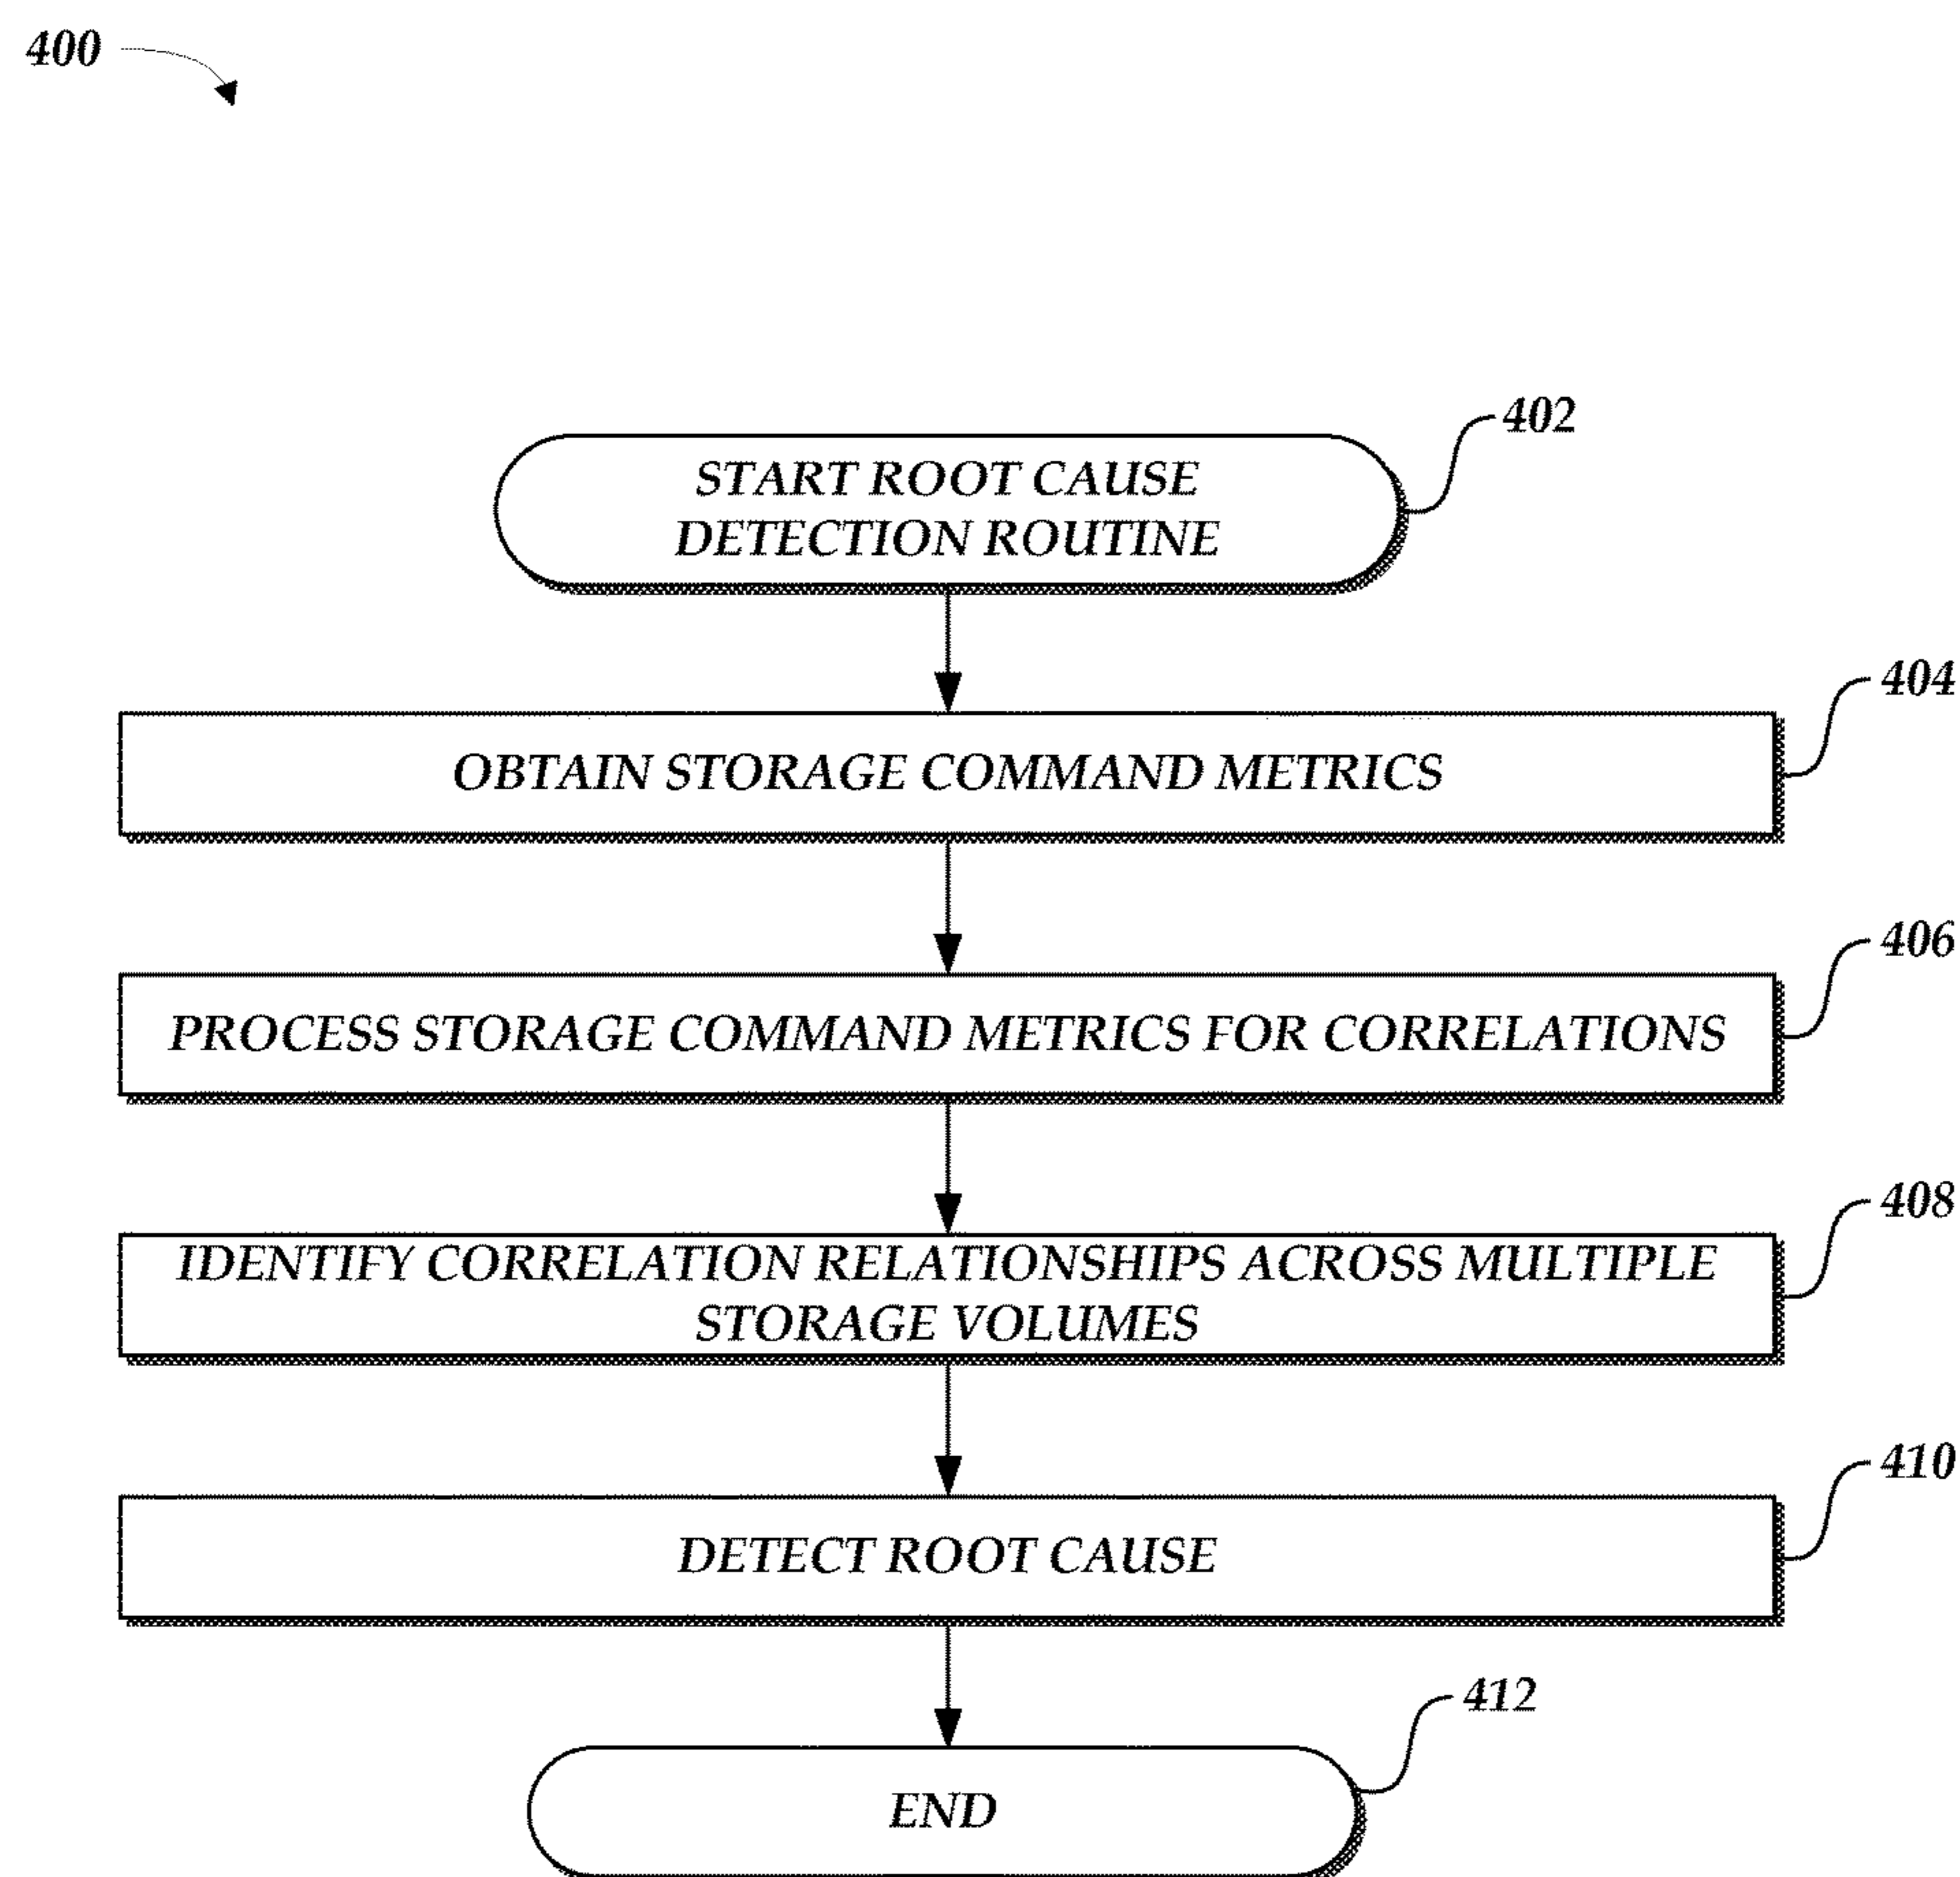 400
402
START ROOT CAUSE
DETECTION ROUTINE
404
OBTAIN STORAGE COMMAND METRICS
406
PROCESS STORAGE COMMAND METRICS FOR CORRELATIONS
408
IDENTIFY CORRELATION RELATIONSHIPS ACROSS MULTIPLE
STORAGE VOLUMES
410
DETECT ROOT CAUSE
412
END